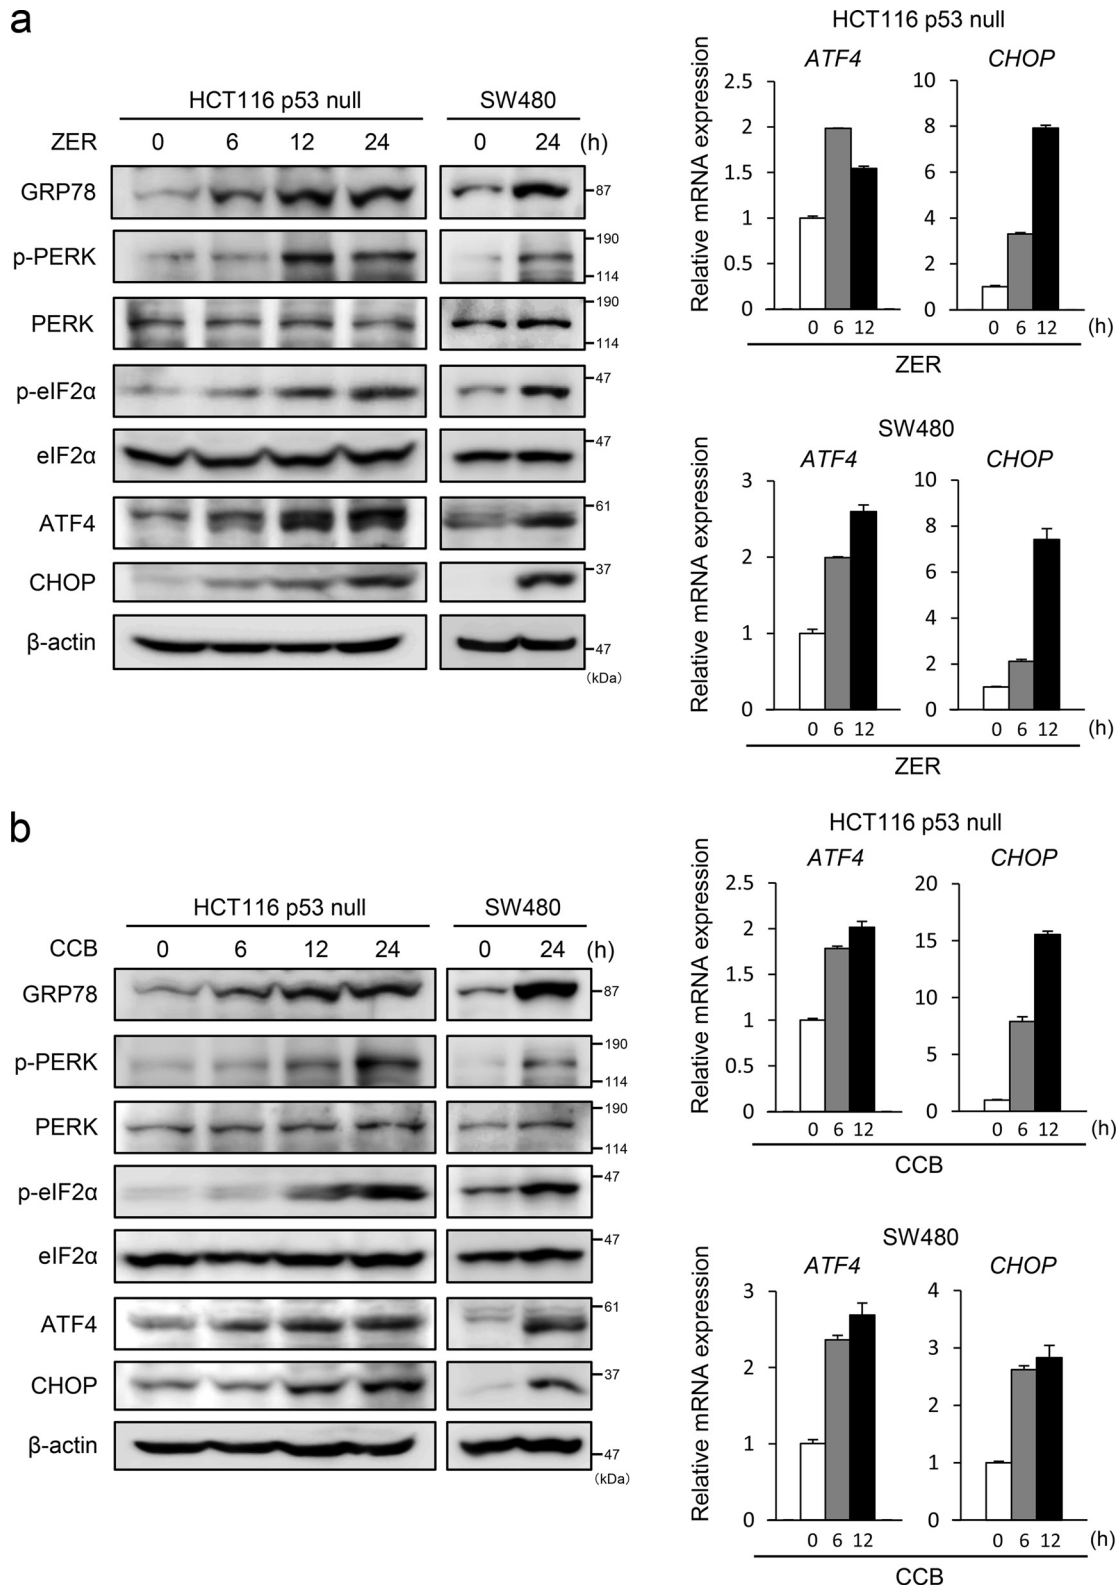 a
HCT116 p53 null SW480
ZER 0 6 12 24 0 24 (h)
GRP78 87
p-PERK 190
114
PERK 190
114
p-eIF2α 47
eIF2α 47
ATF4 61
CHOP 37
β-actin 47
(kDa)
HCT116 p53 null
ATF4 CHOP
Relative mRNA expression
2.5
2
1.5
1
0.5
0
10
8
6
4
2
0
0 6 12 0 6 12 (h)
ZER
SW480
ATF4 CHOP
Relative mRNA expression
3
2
1
0
10
8
6
4
2
0
0 6 12 0 6 12 (h)
ZER
b
HCT116 p53 null SW480
CCB 0 6 12 24 0 24 (h)
GRP78 87
p-PERK 190
114
PERK 190
114
p-eIF2α 47
eIF2α 47
ATF4 61
CHOP 37
β-actin 47
(kDa)
HCT116 p53 null
ATF4 CHOP
Relative mRNA expression
2.5
2
1.5
1
0.5
0
20
15
10
5
0
0 6 12 0 6 12 (h)
CCB
SW480
ATF4 CHOP
Relative mRNA expression
3
2
1
0
4
3
2
1
0
0 6 12 0 6 12 (h)
CCB